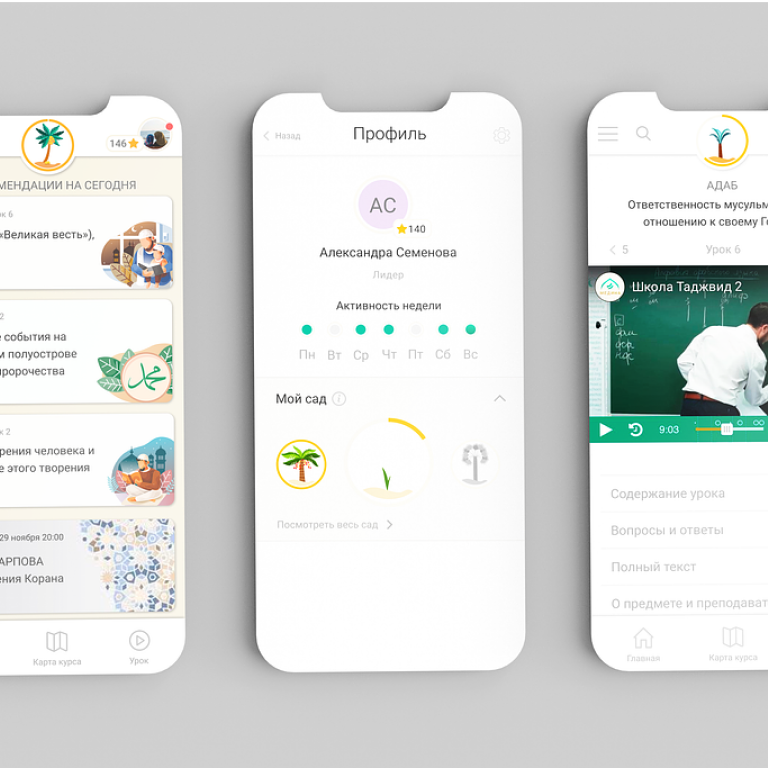 146
МЕНДАЦИИ НА СЕГОДНЯ
к 6
«Великая весть»),
2
е события на
м полуострове
пророчества
к 2
рения человека и
е этого творения
29 ноября 20:00
АРПОВА
ения Корана
Карта курса
Урок
Назад
Профиль
АС
140
Александра Семенова
Лидер
Активность недели
Пн Вт Ср Чт Пт Сб Вс
Мой сад
Посмотреть весь сад
АДАБ
Ответственность мусульм
отношению к своему Го
5
Урок 6
Школа Таджвид 2
9:03
Содержание урока
Вопросы и ответы
Полный текст
О предмете и преподават
Главная
Карта курса